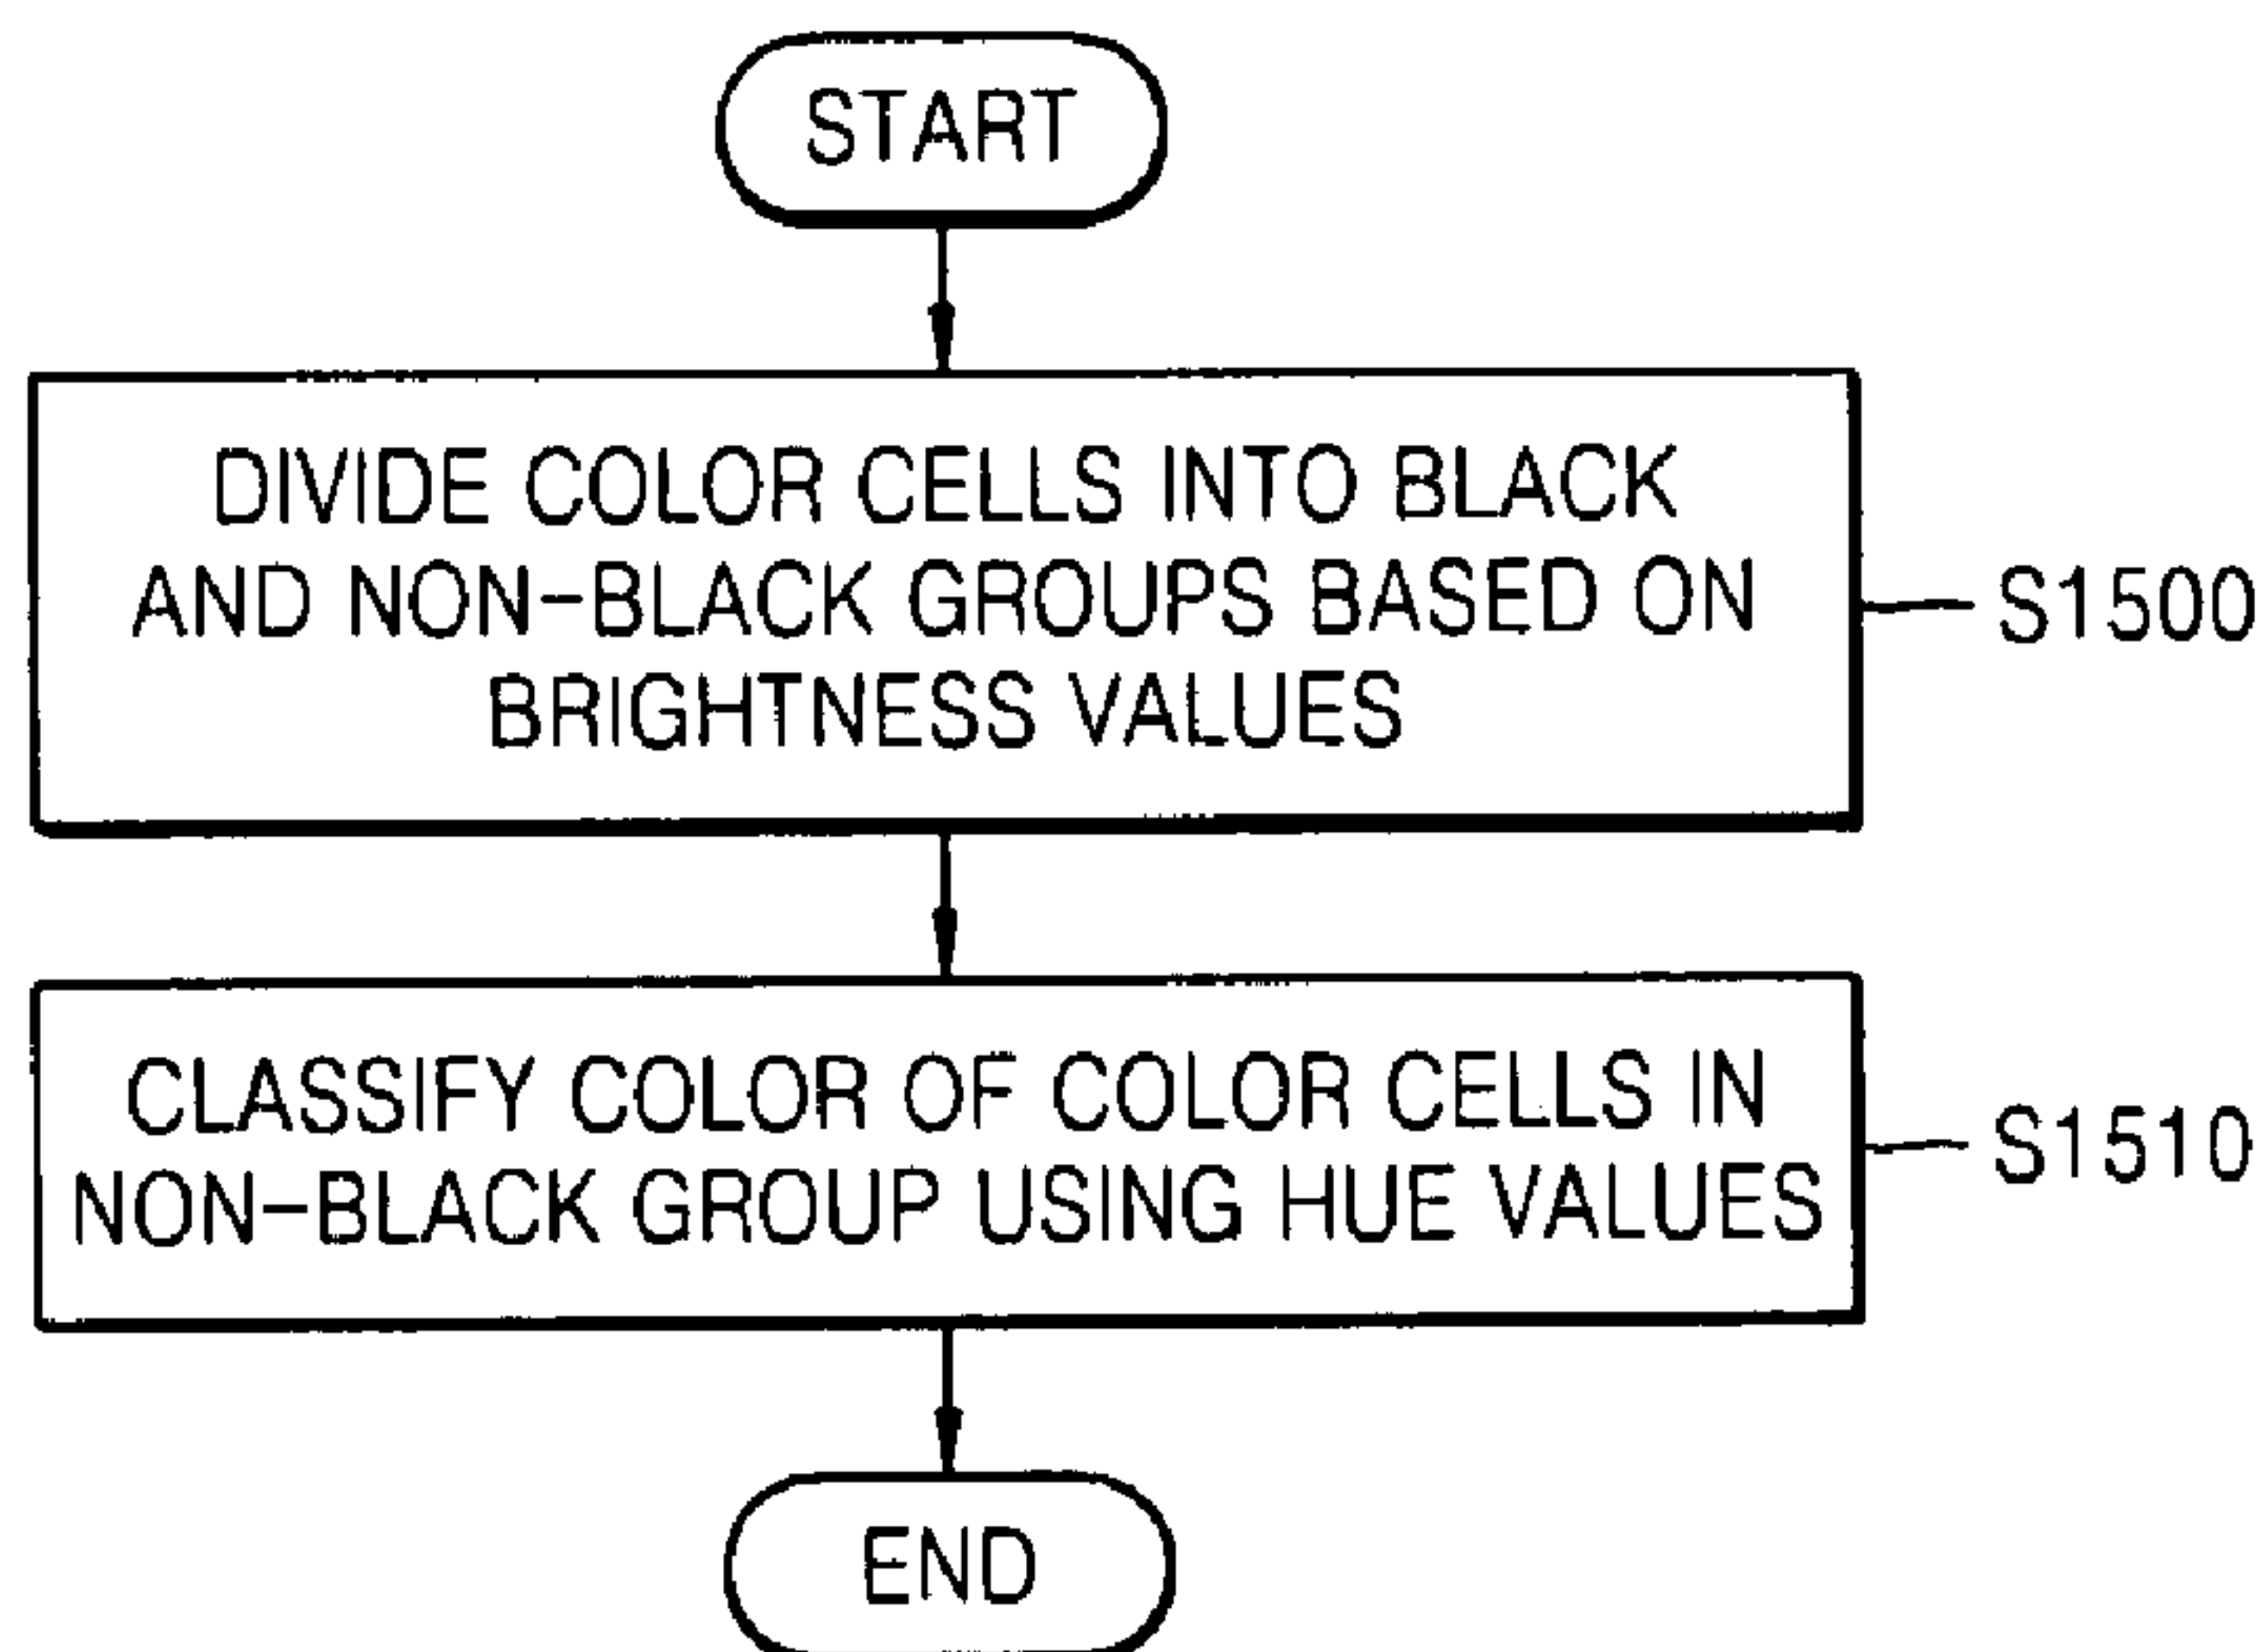 START
DIVIDE COLOR CELLS INTO BLACK
AND NON-BLACK GROUPS BASED ON
BRIGHTNESS VALUES
S1500
CLASSIFY COLOR OF COLOR CELLS IN
NON-BLACK GROUP USING HUE VALUES
S1510
END